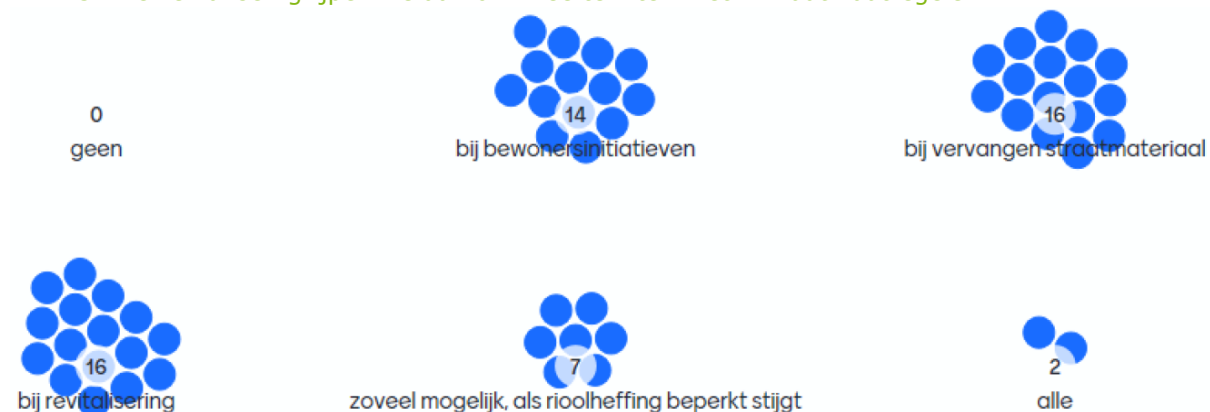 0
geen
14
bij bewonersinitiatieven
16
bij vervangen straatmateriaal
16
bij revitalisering
7
zoveel mogelijk, als rioolheffing beperkt stijgt
2
alle